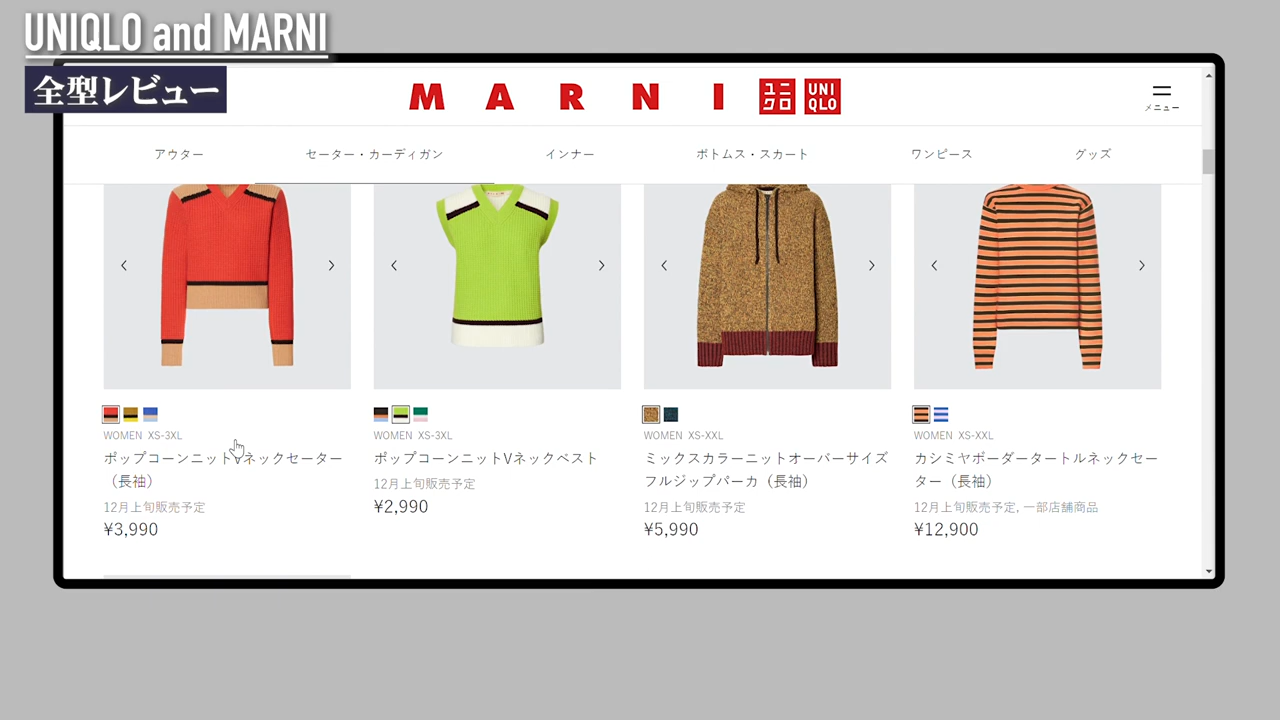 UNIQLO and MARNI
全型レビュー
MARNI ユニクロ UNIQLO
メニュー
アウター セーター・カーディガン インナー ボトムス・スカート ワンピース グッズ
WOMEN XS-3XL
ポップコーンニットVネックセーター
（長袖）
12月上旬販売予定
¥3,990
WOMEN XS-3XL
ポップコーンニットVネックベスト
12月上旬販売予定
¥2,990
WOMEN XS-XXL
ミックスカラーニットオーバーサイズ
フルジップパーカ（長袖）
12月上旬販売予定
¥5,990
WOMEN XS-XXL
カシミヤボーダータートルネックセー
ター（長袖）
12月上旬販売予定, 一部店舗商品
¥12,900